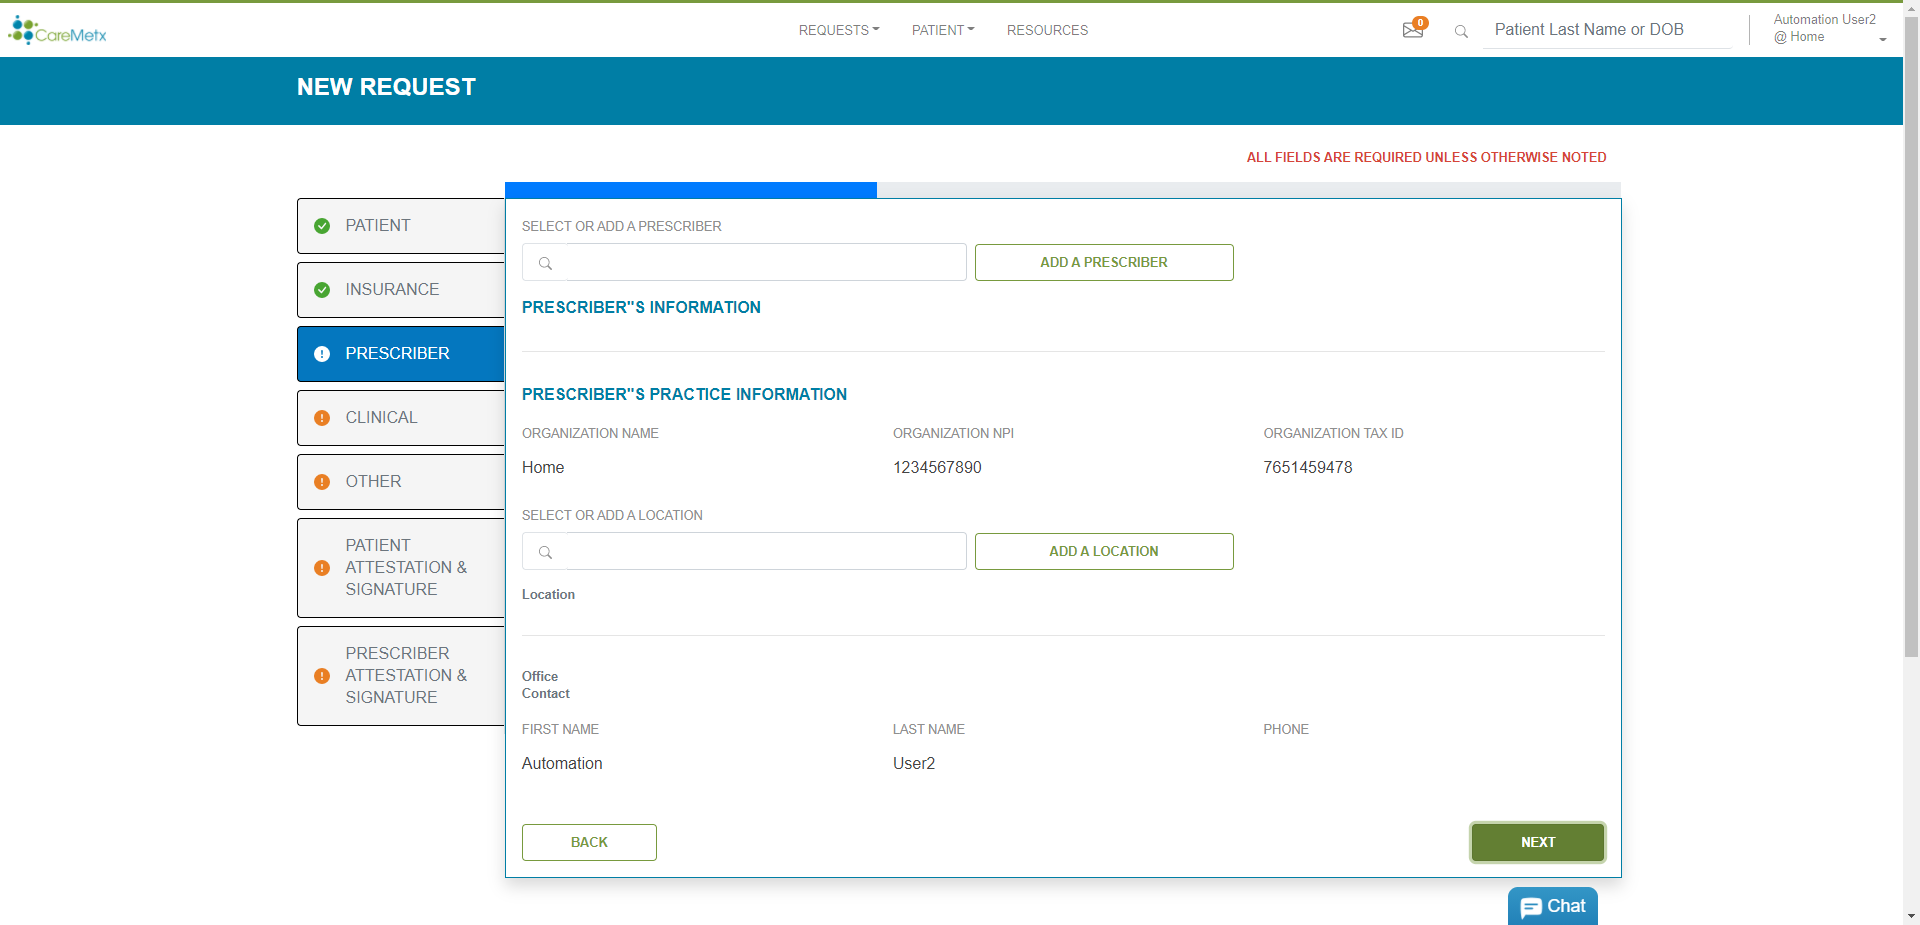 CareMetx
REQUESTS
PATIENT
RESOURCES
0
Patient Last Name or DOB
Automation User2
@ Home
NEW REQUEST
ALL FIELDS ARE REQUIRED UNLESS OTHERWISE NOTED
PATIENT
INSURANCE
PRESCRIBER
CLINICAL
OTHER
PATIENT
ATTESTATION &
SIGNATURE
PRESCRIBER
ATTESTATION &
SIGNATURE
SELECT OR ADD A PRESCRIBER
ADD A PRESCRIBER
PRESCRIBER"S INFORMATION
PRESCRIBER"S PRACTICE INFORMATION
ORGANIZATION NAME
ORGANIZATION NPI
ORGANIZATION TAX ID
Home
1234567890
7651459478
SELECT OR ADD A LOCATION
ADD A LOCATION
Location
Office
Contact
FIRST NAME
LAST NAME
PHONE
Automation
User2
BACK
NEXT
Chat